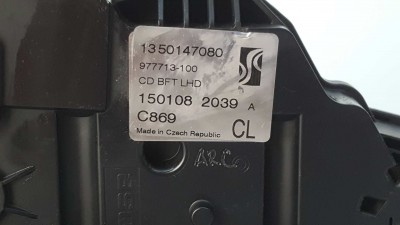 1350147080
977713-100
CD BFT LHD
150108 2039 A
C869
Made in Czech Republic CL